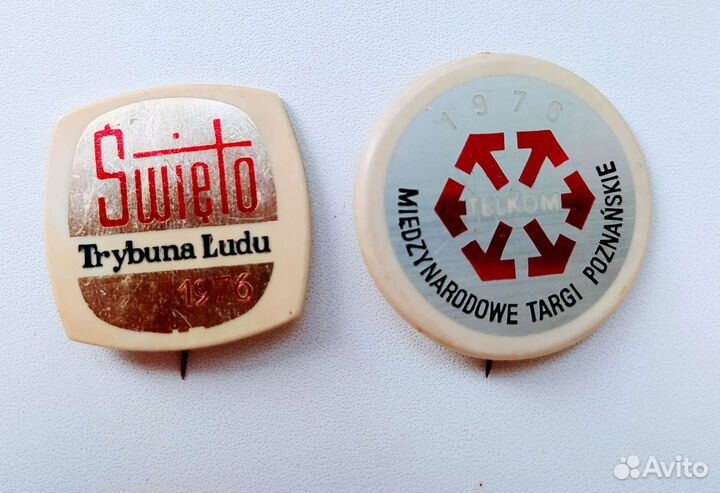 Święto
Trybuna Ludu
1976
1976
TELKOM
MIĘDZYNARODOWE TARGI POZNAŃSKIE
Avito